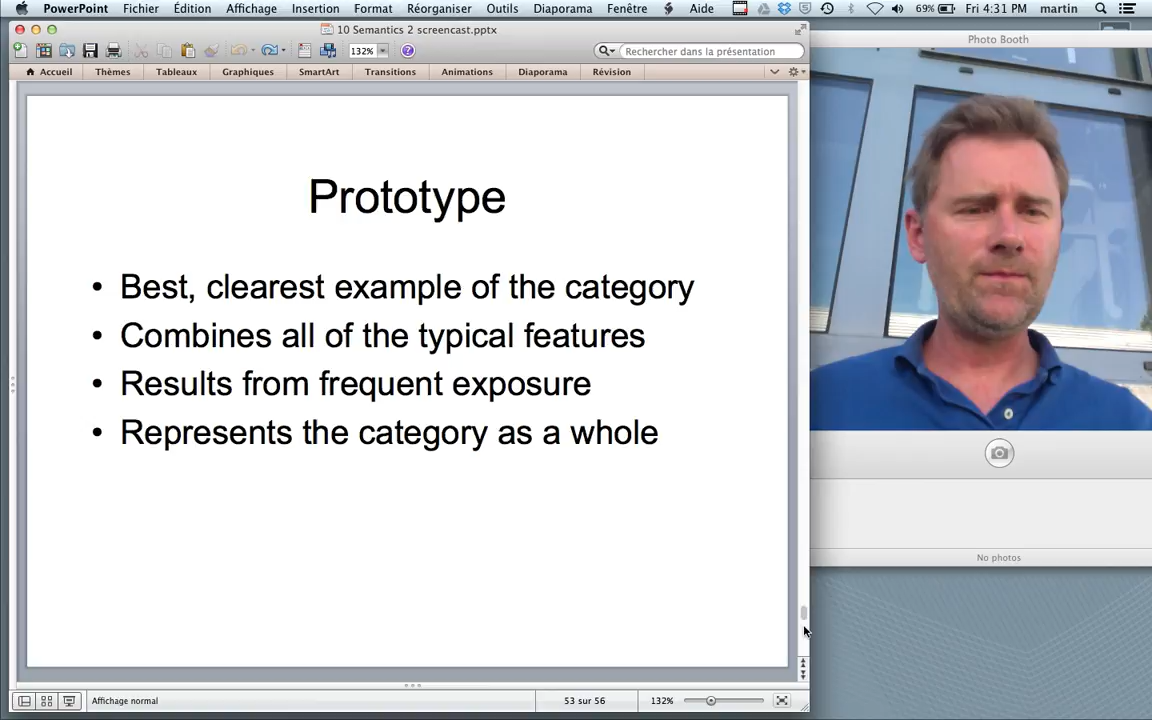 PowerPoint Fichier Édition Affichage Insertion Format Réorganiser Outils Diaporama Fenêtre Aide 69% Fri 4:31 PM martin
10 Semantics 2 screencast.pptx
Photo Booth
132% Rechercher dans la présentation
Accueil Thèmes Tableaux Graphiques SmartArt Transitions Animations Diaporama Révision
Prototype
• Best, clearest example of the category
• Combines all of the typical features
• Results from frequent exposure
• Represents the category as a whole
No photos
Affichage normal 53 sur 56 132%